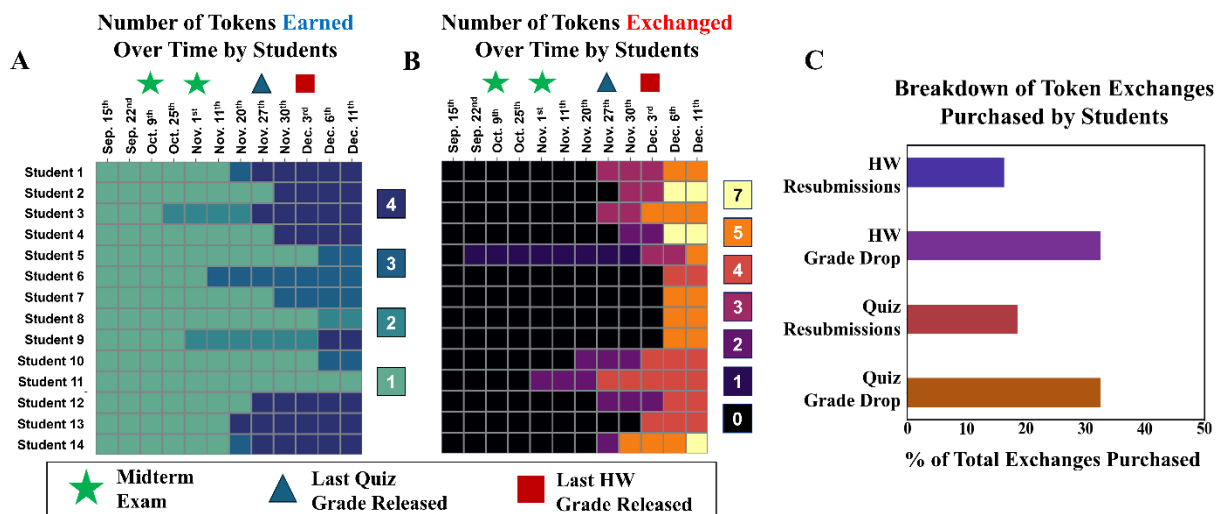 A
Number of Tokens Earned
Over Time by Students
Sep. 15th
Sep. 22nd
Oct. 9th
Oct. 25th
Nov. 1st
Nov. 11th
Nov. 20th
Nov. 27th
Nov. 30th
Dec. 3rd
Dec. 6th
Dec. 11th
Student 1
Student 2
Student 3
Student 4
Student 5
Student 6
Student 7
Student 8
Student 9
Student 10
Student 11
Student 12
Student 13
Student 14
4
3
2
1
B
Number of Tokens Exchanged
Over Time by Students
Sep. 15th
Sep. 22nd
Oct. 9th
Oct. 25th
Nov. 1st
Nov. 11th
Nov. 20th
Nov. 27th
Nov. 30th
Dec. 3rd
Dec. 6th
Dec. 11th
7
5
4
3
2
1
0
Midterm
Exam
Last Quiz
Grade Released
Last HW
Grade Released
C
Breakdown of Token Exchanges
Purchased by Students
HW
Resubmissions
HW
Grade Drop
Quiz
Resubmissions
Quiz
Grade Drop
0 10 20 30 40 50
% of Total Exchanges Purchased